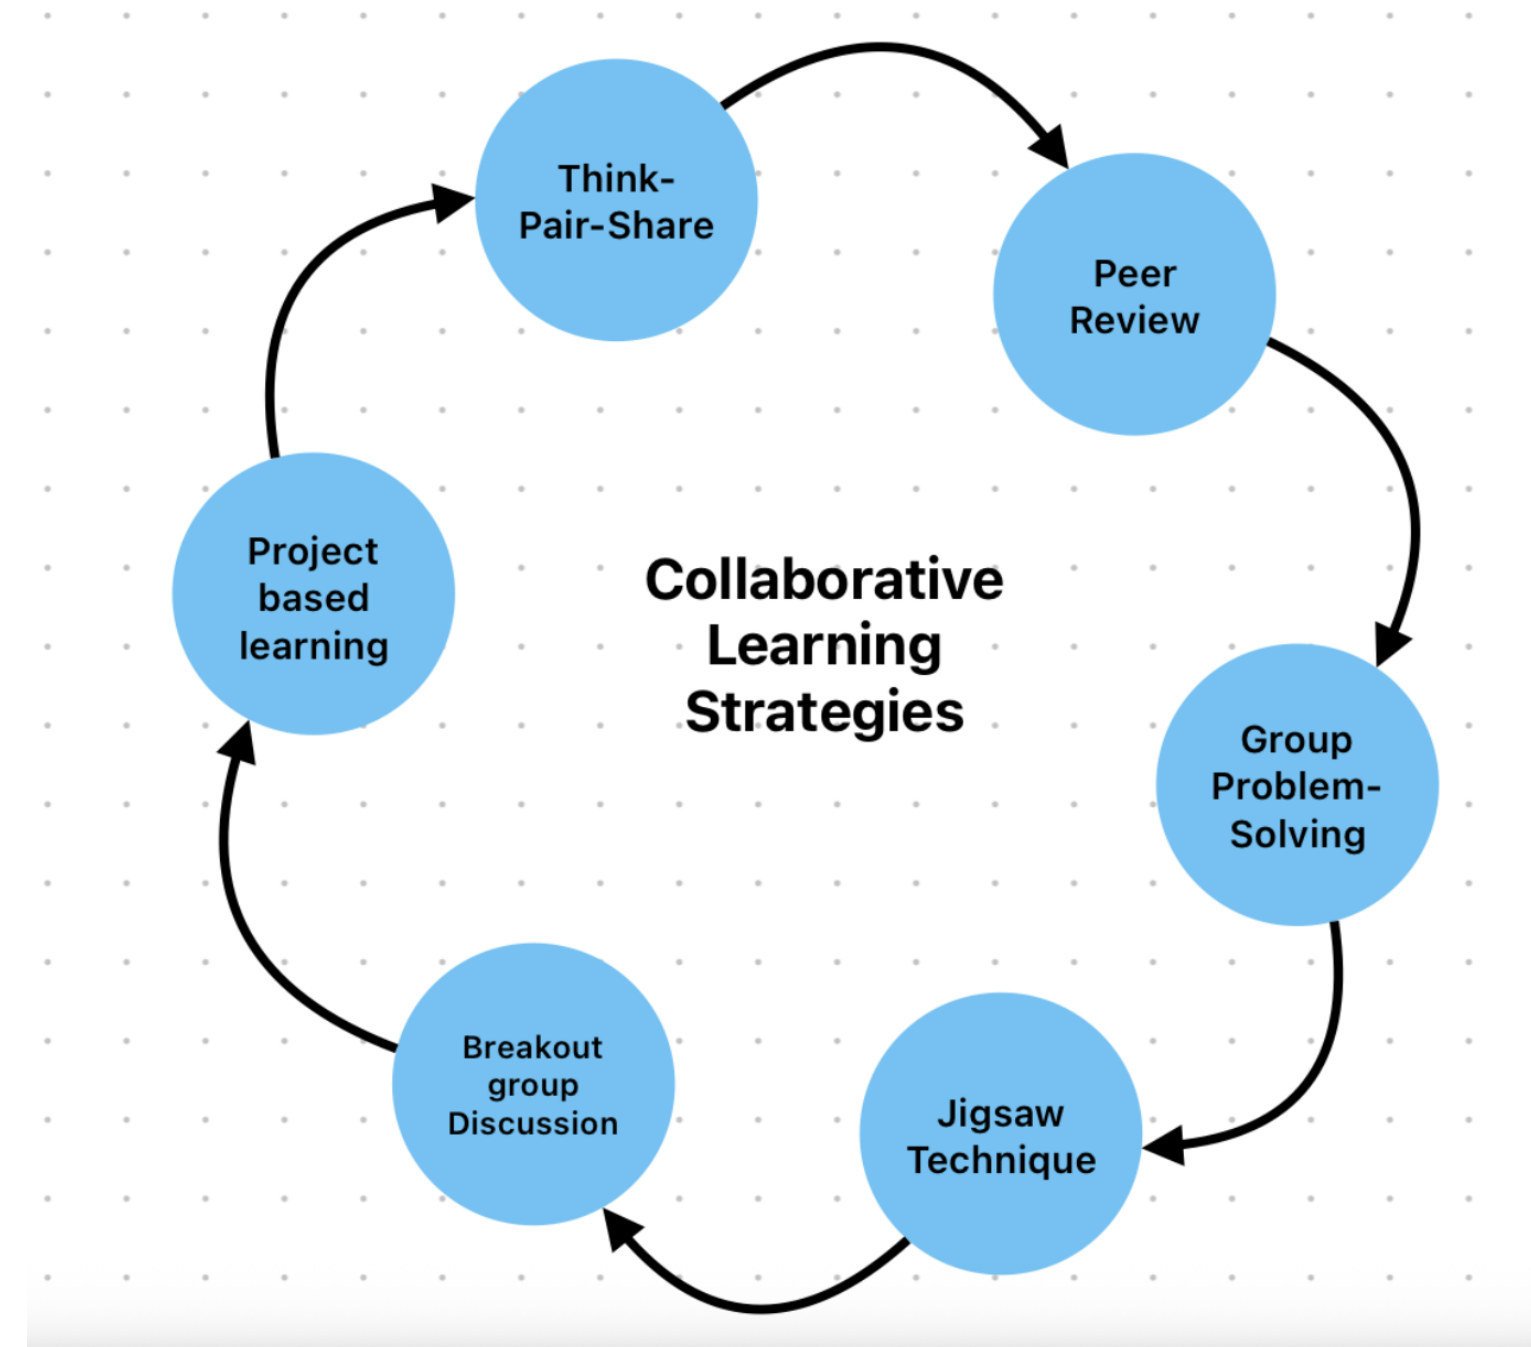 Think-
Pair-Share
Peer
Review
Group
Problem-
Solving
Jigsaw
Technique
Breakout
group
Discussion
Project
based
learning
Collaborative
Learning
Strategies